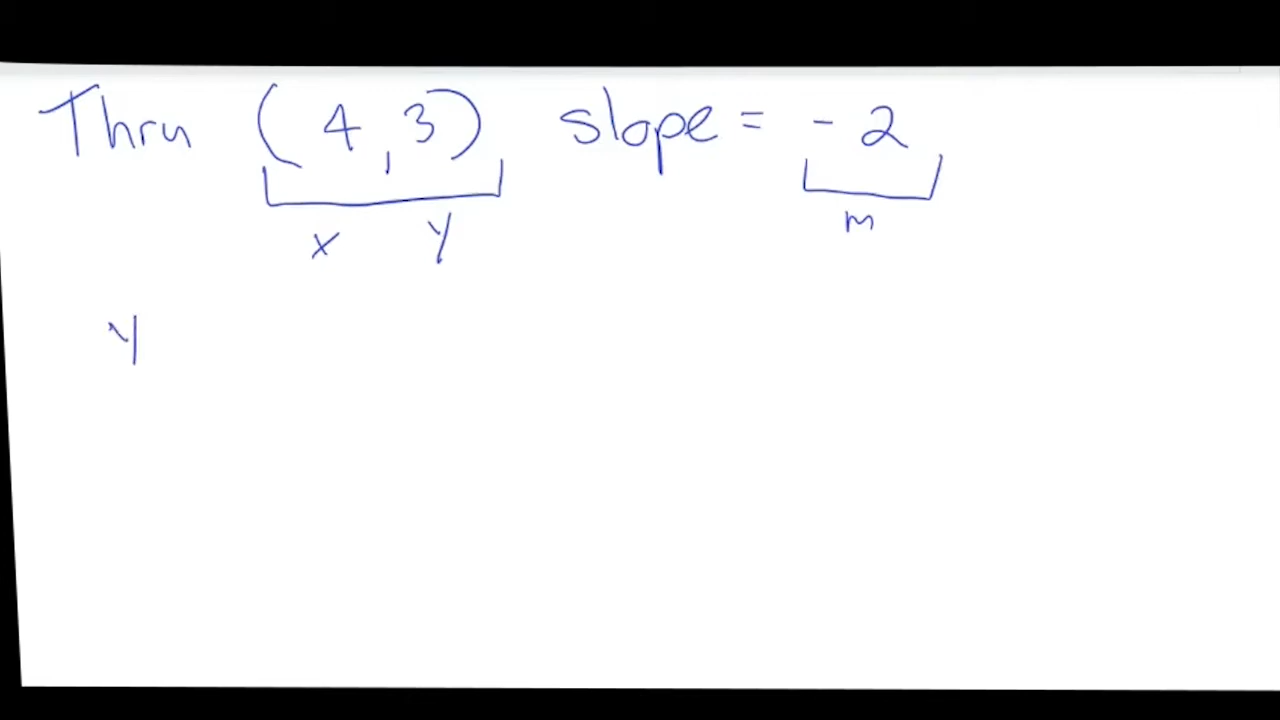 Thru (4,3) slope = -2
x y m
y